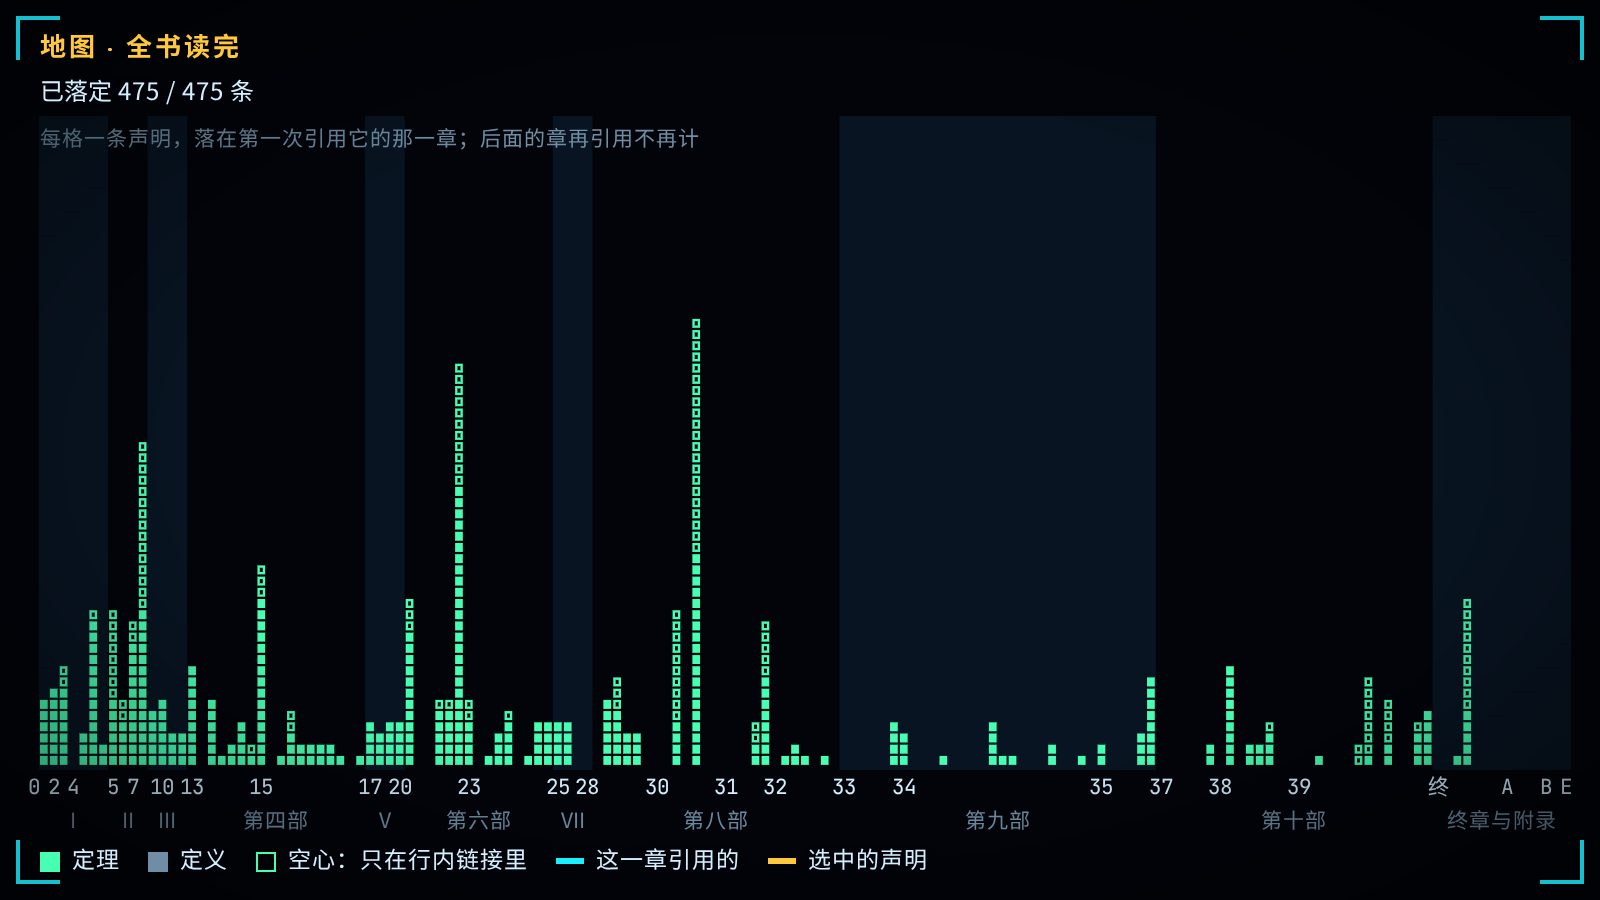 地图 · 全书读完
已落定 475 / 475 条
每格一条声明，落在第一次引用它的那一章；后面的章再引用不再计
0 2 4 5 7 10 13 15 17 20 23 25 28 30 31 32 33 34 35 37 38 39 终 A B E
I II III 第四部 V 第六部 VII 第八部 第九部 第十部 终章与附录
定理 定义 空心：只在行内链接里 这一章引用的 选中的声明